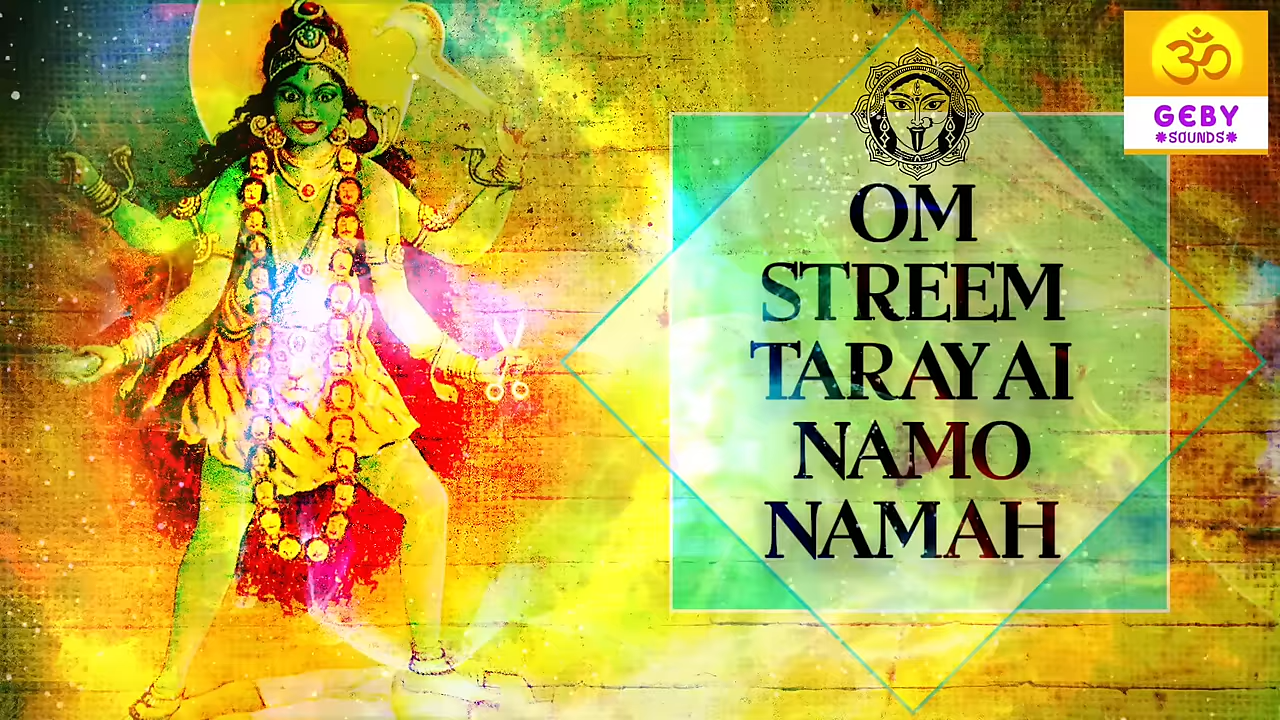 ॐ
GEBY
SOUNDS
OM
STREEM
TARAYAI
NAMO
NAMAH